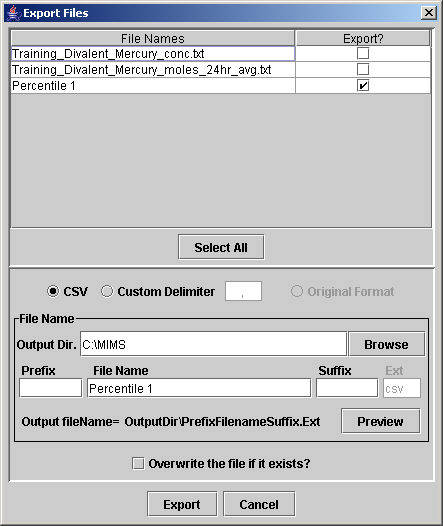 Export Files
File Names Export?
Training_Divalent_Mercury_conc.txt
Training_Divalent_Mercury_moles_24hr_avg.txt
Percentile 1
Select All
CSV Custom Delimiter , Original Format
File Name
Output Dir. C:\MIMS Browse
Prefix File Name Suffix Ext
Percentile 1 csv
Output fileName= OutputDir\PrefixFilenameSuffix.Ext Preview
Overwrite the file if it exists?
Export Cancel